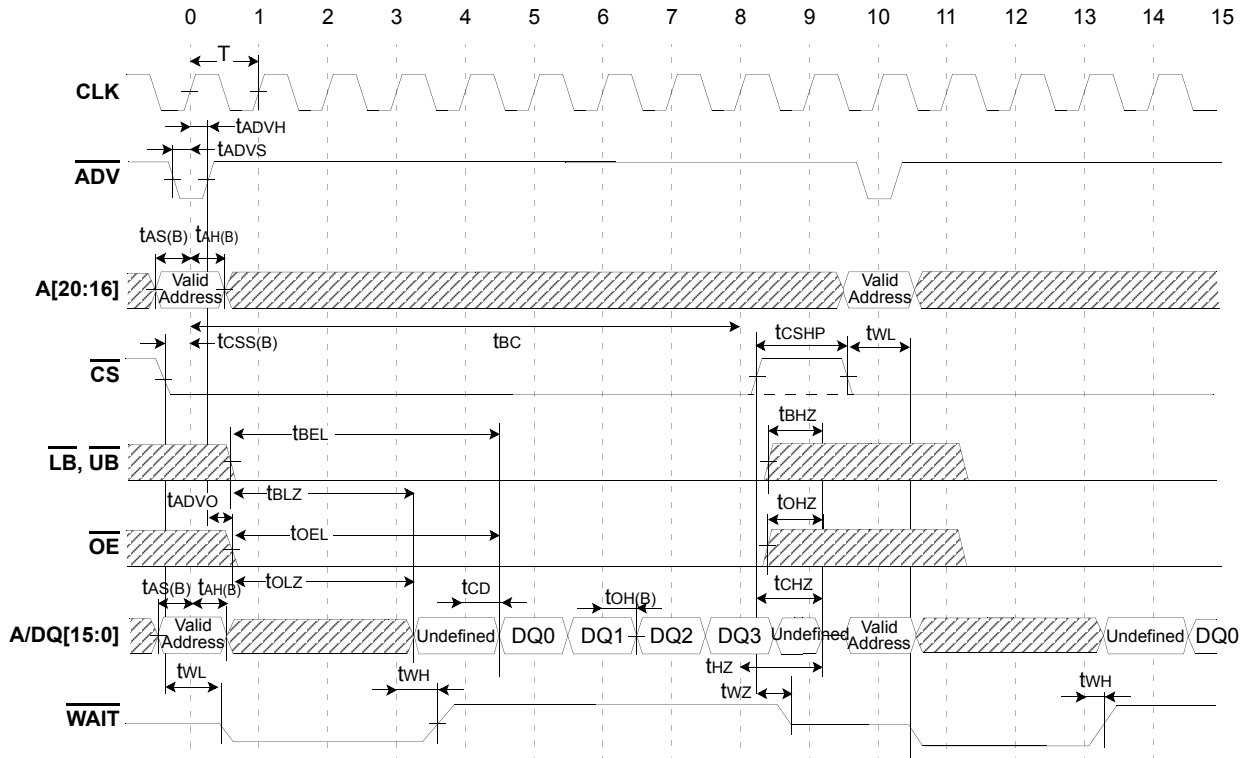 0 1 2 3 4 5 6 7 8 9 10 11 12 13 14 15
T
CLK
tADVH
tADVS
ADV
tAS(B) tAH(B)
A[20:16] Valid Address Valid Address
tCSS(B) tBC tCSHP tWL
CS
tBEL tBHZ
LB, UB
tADVO tBLZ tOHZ
OE tOEL
tAS(B) tAH(B) tOLZ tCD tOH(B) tCHZ
A/DQ[15:0] Valid Address Undefined DQ0 DQ1 DQ2 DQ3 Undefined Valid Address Undefined DQ0
tHZ
tWL tWH tWZ tWH
WAIT